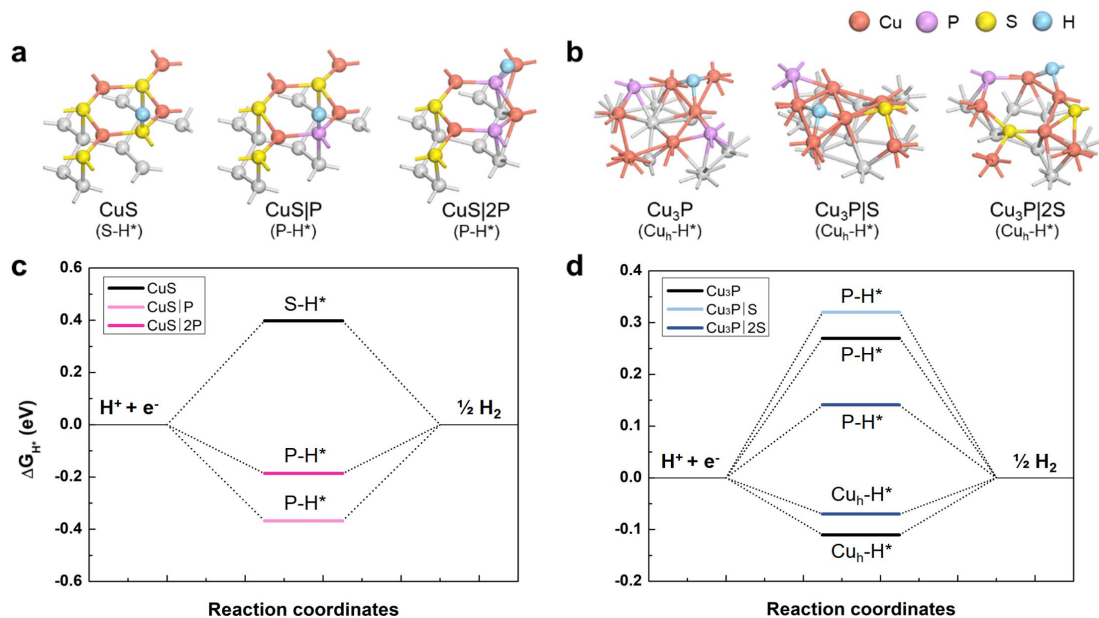 Cu P S H
a
CuS
(S-H*)
CuS|P
(P-H*)
CuS|2P
(P-H*)
b
Cu₃P
(Cuₕ-H*)
Cu₃P|S
(Cuₕ-H*)
Cu₃P|2S
(Cuₕ-H*)
c
0.6
0.4
0.2
0.0
-0.2
-0.4
-0.6
ΔG_H* (eV)
CuS
CuS|P
CuS|2P
S-H*
H⁺ + e⁻
½ H₂
P-H*
P-H*
Reaction coordinates
d
0.4
0.3
0.2
0.1
0.0
-0.1
-0.2
Cu₃P
Cu₃P|S
Cu₃P|2S
P-H*
P-H*
P-H*
H⁺ + e⁻
½ H₂
Cuₕ-H*
Cuₕ-H*
Reaction coordinates